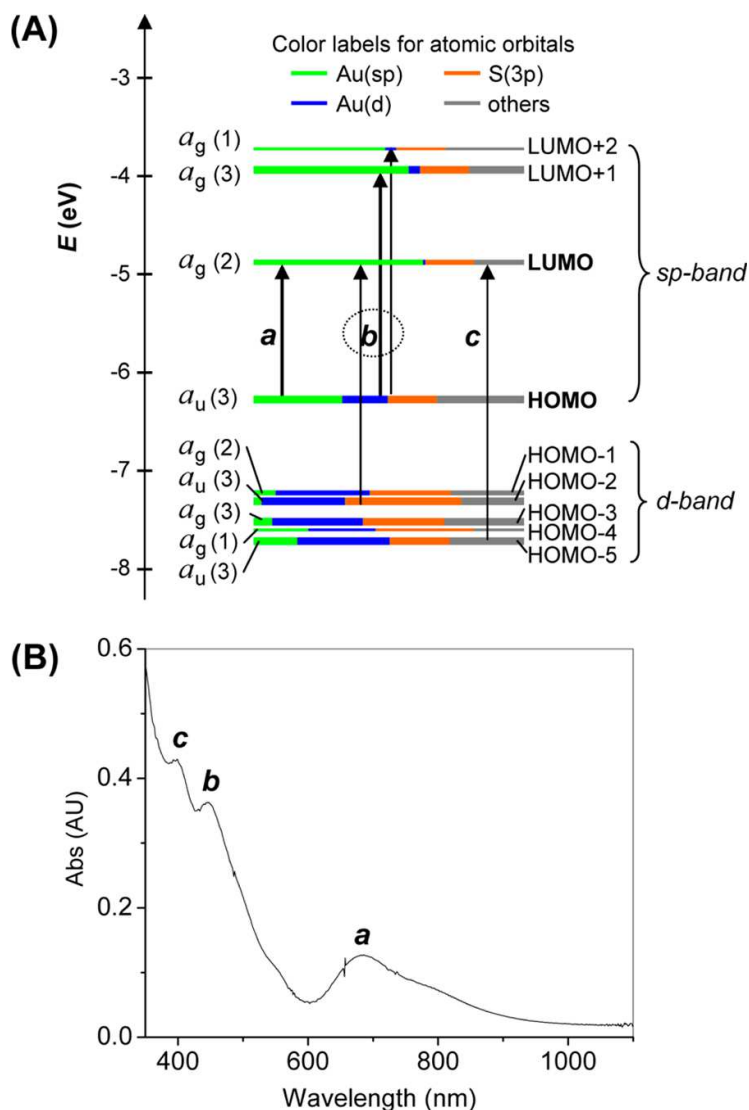 (A)
Color labels for atomic orbitals
Au(sp) S(3p)
Au(d) others
-3
-4
-5
-6
-7
-8
E (eV)
ag (1) LUMO+2
ag (3) LUMO+1
ag (2) LUMO
sp-band
a b c
au (3) HOMO
ag (2) HOMO-1
au (3) HOMO-2
ag (3) HOMO-3
ag (1) HOMO-4
au (3) HOMO-5
d-band
(B)
0.6
0.4
0.2
0.0
Abs (AU)
c
b
a
400 600 800 1000
Wavelength (nm)